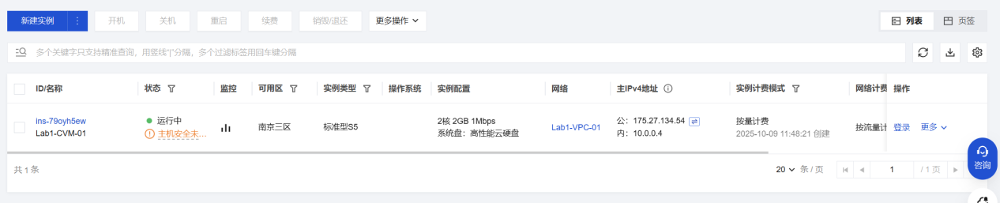 新建实例 ⋮ 开机 关机 重启 续费 销毁/退还 更多操作 列表 页签
多个关键字只支持精准查询，用竖线"|"分隔，多个过滤标签用回车键分隔
ID/名称 状态 监控 可用区 实例类型 操作系统 实例配置 网络 主IPv4地址 实例计费模式 网络计费 操作
ins-79oyh5ew 运行中 2核 2GB 1Mbps 公：175.27.134.54 按量计费
南京三区 标准型S5 Lab1-VPC-01 按流量计 登录 更多
Lab1-CVM-01 主机安全未... 系统盘：高性能云硬盘 内：10.0.0.4 2025-10-09 11:48:21 创建
咨询
共 1 条 20 条 / 页 1 / 1 页